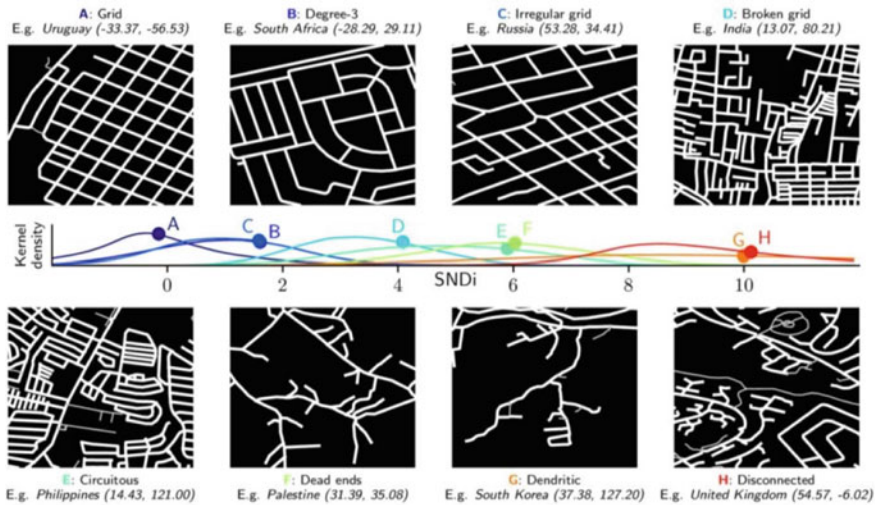 A: Grid
E.g. Uruguay (-33.37, -56.53)
B: Degree-3
E.g. South Africa (-28.29, 29.11)
C: Irregular grid
E.g. Russia (53.28, 34.41)
D: Broken grid
E.g. India (13.07, 80.21)
Kernel
density
A
C
B
D
E
F
G
H
0
2
4
SNDi
6
8
10
E: Circuitous
E.g. Philippines (14.43, 121.00)
F: Dead ends
E.g. Palestine (31.39, 35.08)
G: Dendritic
E.g. South Korea (37.38, 127.20)
H: Disconnected
E.g. United Kingdom (54.57, -6.02)